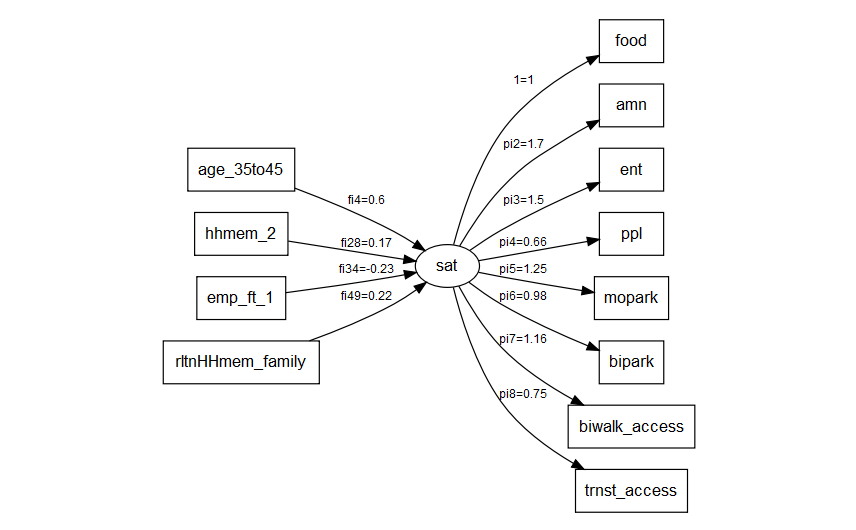 food
1=1
amn
pi2=1.7
ent
age_35to45
pi3=1.5
fi4=0.6
hhmem_2
ppl
fi28=0.17
pi4=0.66
sat
fi34=-0.23
pi5=1.25
emp_ft_1
mopark
fi49=0.22
pi6=0.98
pi7=1.16
rltnHHmem_family
bipark
pi8=0.75
biwalk_access
trnst_access